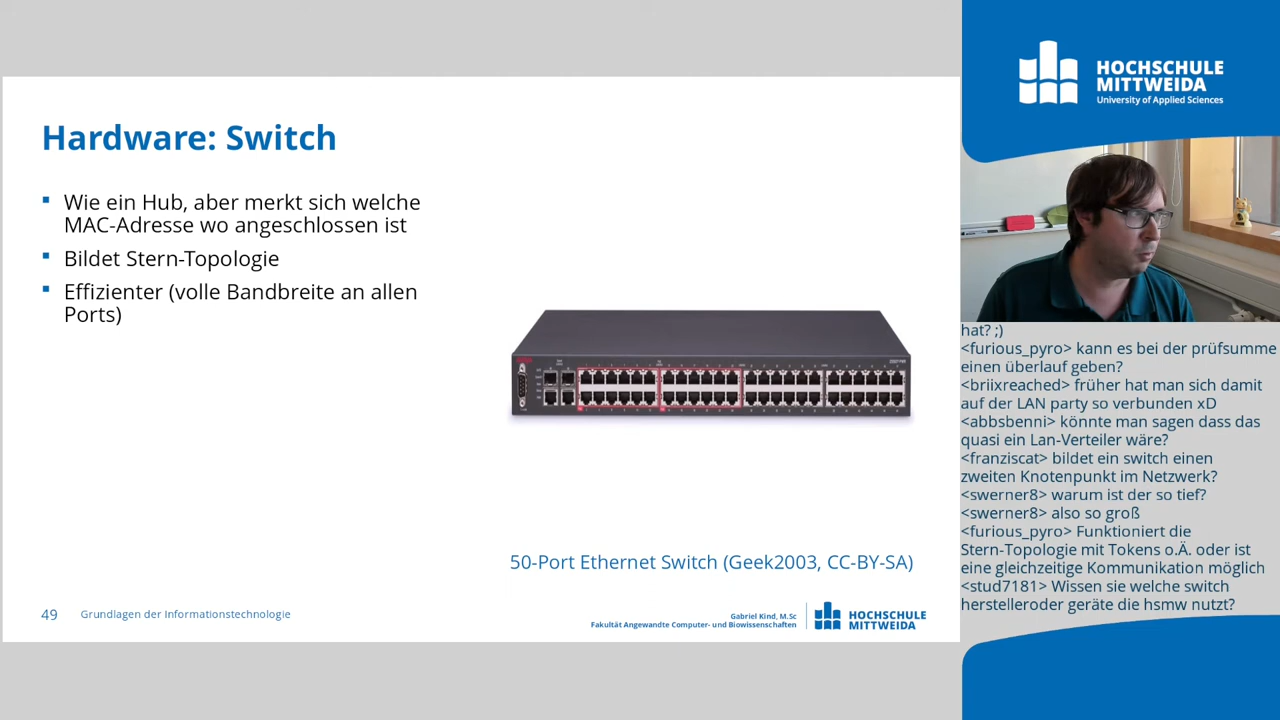 Hardware: Switch
Wie ein Hub, aber merkt sich welche
MAC-Adresse wo angeschlossen ist
Bildet Stern-Topologie
Effizienter (volle Bandbreite an allen
Ports)
50-Port Ethernet Switch (Geek2003, CC-BY-SA)
49
Grundlagen der Informationstechnologie
Gabriel Kind, M.Sc
Fakultät Angewandte Computer- und Biowissenschaften
HOCHSCHULE
MITTWEIDA
HOCHSCHULE
MITTWEIDA
University of Applied Sciences
hat? ;)
<furious_pyro> kann es bei der prüfsumme
einen überlauf geben?
<briixreached> früher hat man sich damit
auf der LAN party so verbunden xD
<abbsbenni> könnte man sagen dass das
quasi ein Lan-Verteiler wäre?
<franziscat> bildet ein switch einen
zweiten Knotenpunkt im Netzwerk?
<swerner8> warum ist der so tief?
<swerner8> also so groß
<furious_pyro> Funktioniert die
Stern-Topologie mit Tokens o.Ä. oder ist
eine gleichzeitige Kommunikation möglich
<stud7181> Wissen sie welche switch
herstelleroder geräte die hsmw nutzt?